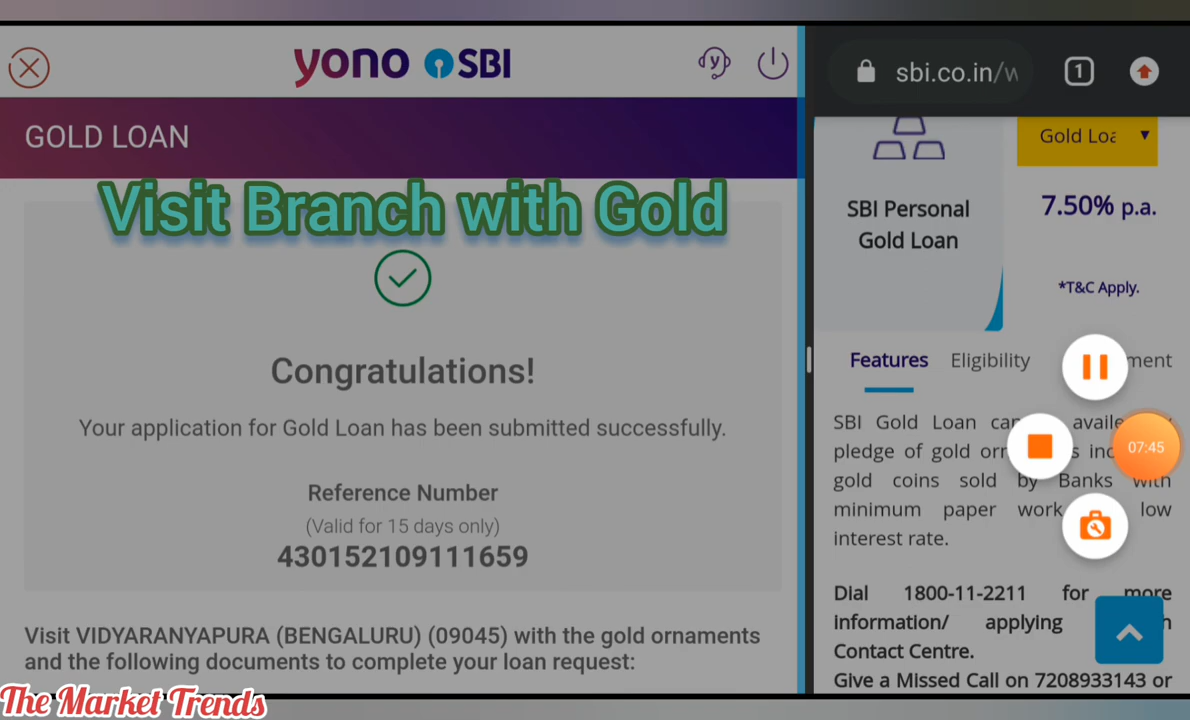 yono SBI
GOLD LOAN
Visit Branch with Gold
Congratulations!
Your application for Gold Loan has been submitted successfully.
Reference Number
(Valid for 15 days only)
430152109111659
Visit VIDYARANYAPURA (BENGALURU) (09045) with the gold ornaments
and the following documents to complete your loan request:
The Market Trends
sbi.co.in/w
1
Gold Loa
SBI Personal
Gold Loan
7.50% p.a.
*T&C Apply.
Features Eligibility ment
SBI Gold Loan can availe
pledge of gold orn s inc
gold coins sold by Banks with
minimum paper work low
interest rate.
07:45
Dial 1800-11-2211 for more
information/ applying
Contact Centre.
Give a Missed Call on 7208933143 or